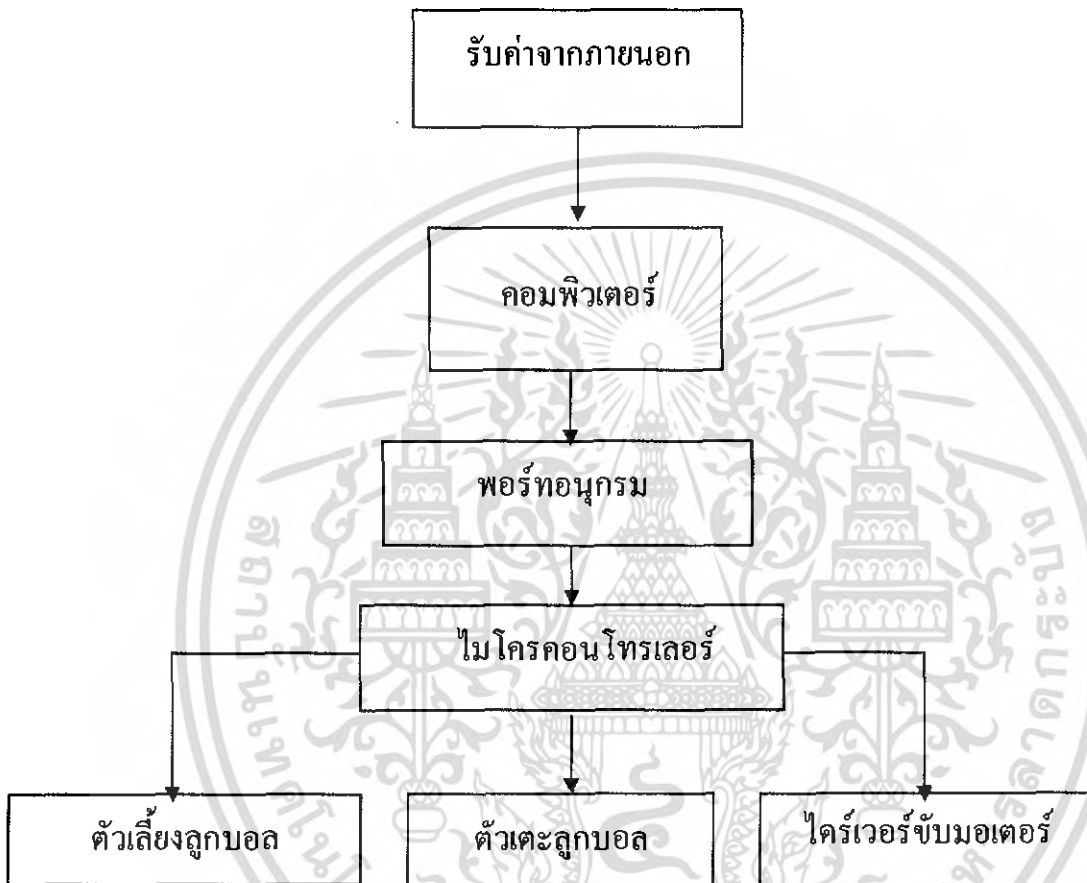 รับค่าจากภายนอก
คอมพิวเตอร์
พอร์ทอนุกรม
ไมโครคอนโทรเลอร์
ตัวเลี้ยงลูกบอล
ตัวเตะลูกบอล
ไดร์เวอร์ขับมอเตอร์